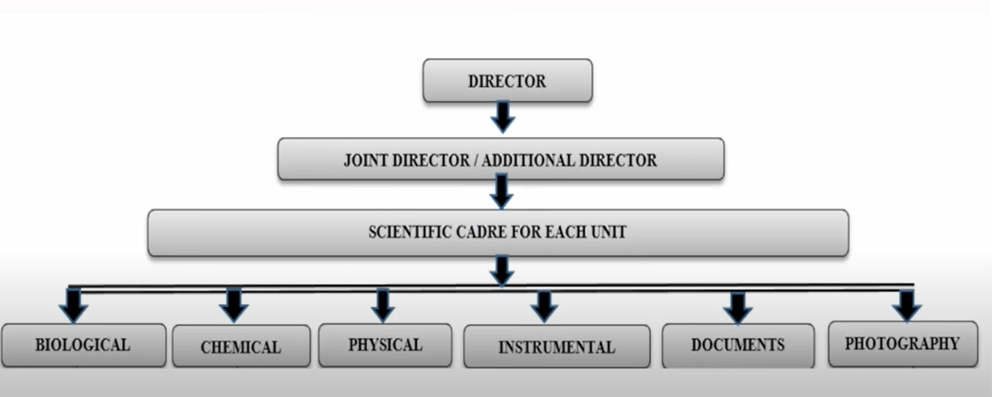 DIRECTOR
JOINT DIRECTOR / ADDITIONAL DIRECTOR
SCIENTIFIC CADRE FOR EACH UNIT
BIOLOGICAL
CHEMICAL
PHYSICAL
INSTRUMENTAL
DOCUMENTS
PHOTOGRAPHY